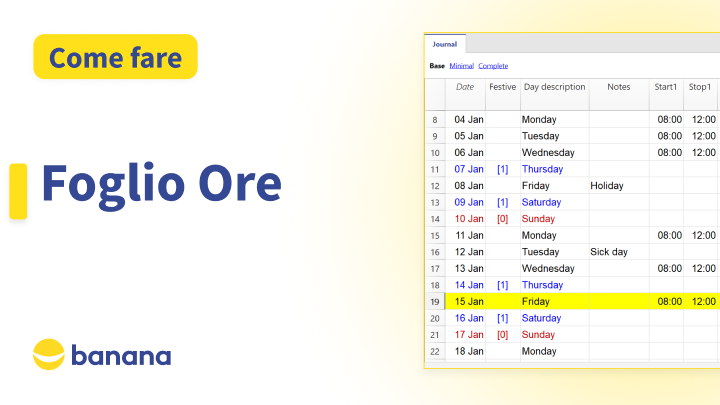 Come fare
Foglio Ore
banana
Journal
Base Minimal Complete
Date Festive Day description Notes Start1 Stop1
8 04 Jan Monday 08:00 12:00
9 05 Jan Tuesday 08:00 12:00
10 06 Jan Wednesday 08:00 12:00
11 07 Jan [1] Thursday
12 08 Jan Friday Holiday
13 09 Jan [1] Saturday
14 10 Jan [0] Sunday
15 11 Jan Monday 08:00 12:00
16 12 Jan Tuesday Sick day
17 13 Jan Wednesday 08:00 12:00
18 14 Jan [1] Thursday
19 15 Jan Friday 08:00 12:00
20 16 Jan [1] Saturday
21 17 Jan [0] Sunday
22 18 Jan Monday